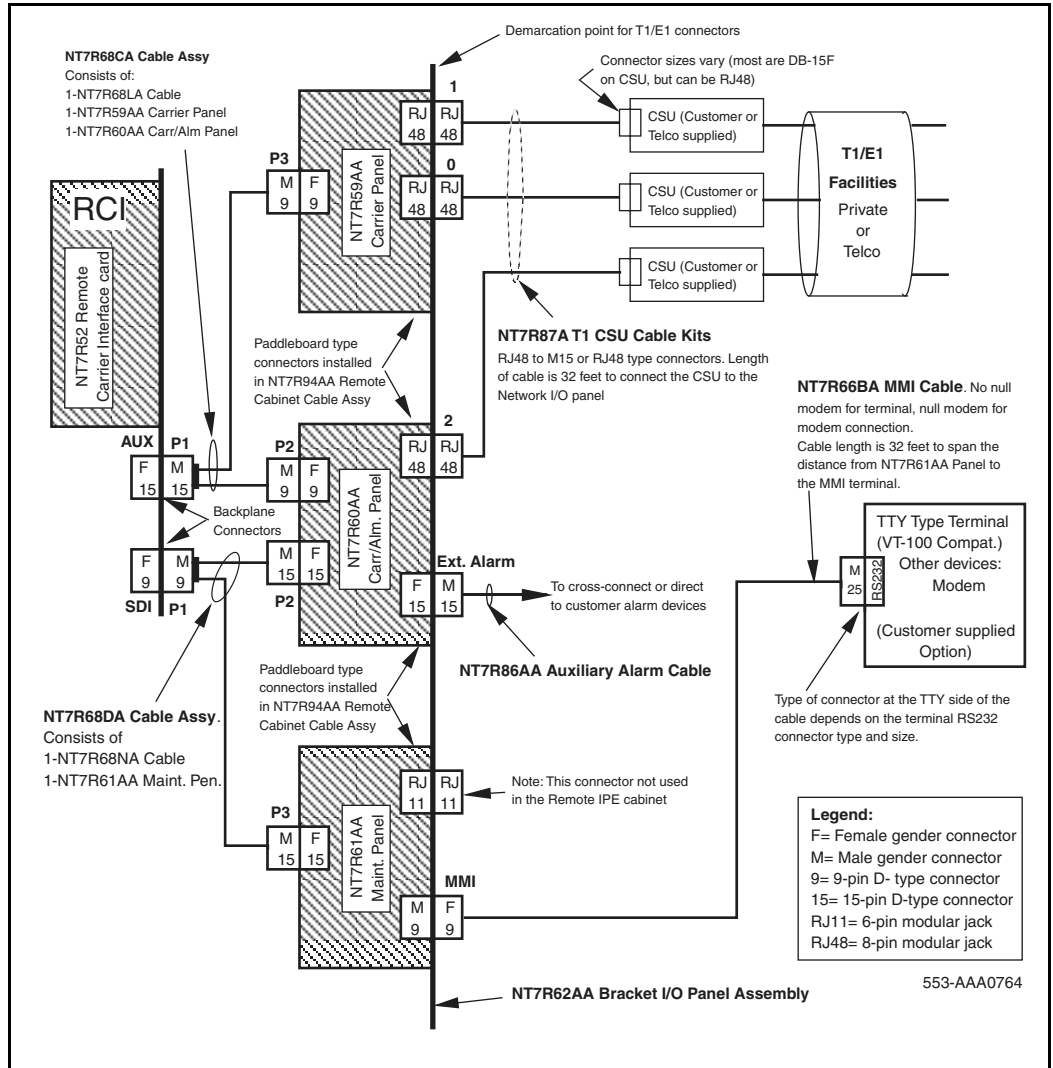 Demarcation point for T1/E1 connectors
NT7R68CA Cable Assy
Consists of:
1-NT7R68LA Cable
1-NT7R59AA Carrier Panel
1-NT7R60AA Carr/Alm Panel
Connector sizes vary (most are DB-15F
on CSU, but can be RJ48)
1
RJ
48
RJ
48
CSU (Customer or
Telco supplied)
P3
M
9
F
9
NT7R59AA
Carrier Panel
0
RJ
48
RJ
48
CSU (Customer or
Telco supplied)
T1/E1
Facilities
Private
or
Telco
RCI
NT7R52 Remote
Carrier Interface card
CSU (Customer or
Telco supplied)
NT7R87A T1 CSU Cable Kits
RJ48 to M15 or RJ48 type connectors. Length
of cable is 32 feet to connect the CSU to the
Network I/O panel
Paddleboard type
connectors installed
in NT7R94AA Remote
Cabinet Cable Assy
NT7R66BA MMI Cable. No null
modem for terminal, null modem for
modem connection.
Cable length is 32 feet to span the
distance from NT7R61AA Panel to
the MMI terminal.
2
RJ
48
RJ
48
AUX
P1
F
15
M
15
P2
M
9
F
9
NT7R60AA
Carr/Alm. Panel
Backplane
Connectors
F
9
M
9
SDI
P1
M
15
F
15
P2
Ext. Alarm
F
15
M
15
To cross-connect or direct
to customer alarm devices
NT7R86AA Auxiliary Alarm Cable
TTY Type Terminal
(VT-100 Compat.)
Other devices:
Modem
(Customer supplied
Option)
M
25
RS232
Type of connector at the TTY side of the
cable depends on the terminal RS232
connector type and size.
Paddleboard type
connectors installed
in NT7R94AA Remote
Cabinet Cable Assy
NT7R68DA Cable Assy.
Consists of
1-NT7R68NA Cable
1-NT7R61AA Maint. Pen.
RJ
11
RJ
11
Note: This connector not used
in the Remote IPE cabinet
P3
M
15
F
15
NT7R61AA
Maint. Panel
MMI
M
9
F
9
Legend:
F= Female gender connector
M= Male gender connector
9= 9-pin D- type connector
15= 15-pin D-type connector
RJ11= 6-pin modular jack
RJ48= 8-pin modular jack
553-AAA0764
NT7R62AA Bracket I/O Panel Assembly